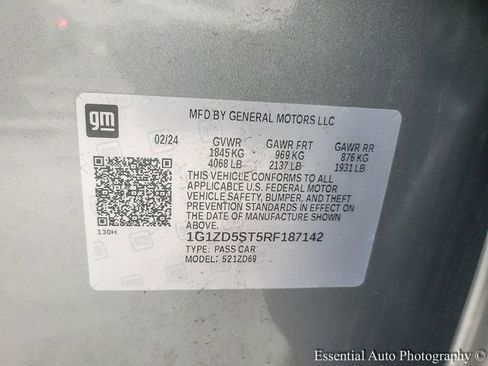 gm
MFD BY GENERAL MOTORS LLC
02/24 GVWR GAWR FRT GAWR RR
1845 KG 969 KG 876 KG
4068 LB 2137 LB 1931 LB
THIS VEHICLE CONFORMS TO ALL
APPLICABLE U.S. FEDERAL MOTOR
VEHICLE SAFETY, BUMPER, AND THEFT
PREVENTION STANDARDS IN EFFECT ON
THE DATE OF MANUFACTURE SHOWN
ABOVE.
130H
1G1ZD5ST5RF187142
TYPE: PASS CAR
MODEL: 521ZD69
Essential Auto Photography ©